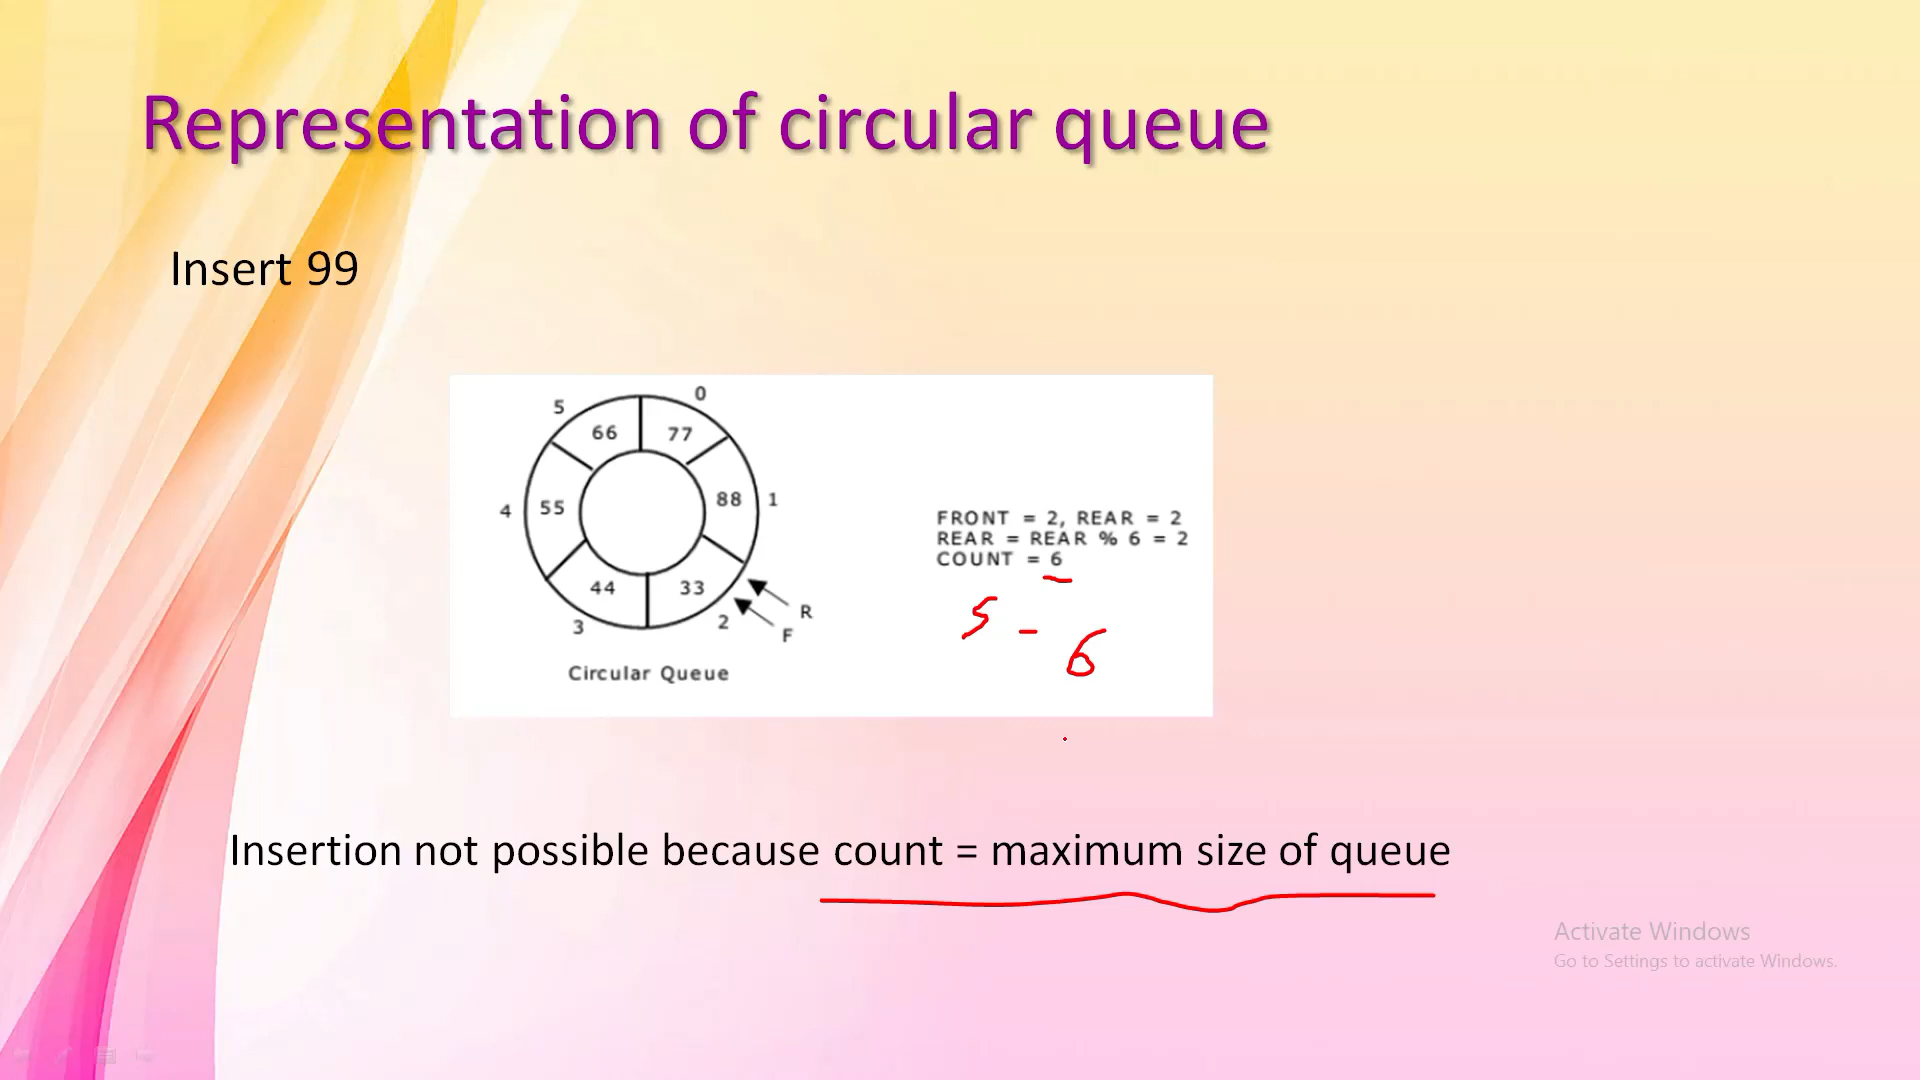 Representation of circular queue
Insert 99
5
0
66
77
4
55
88
1
44
33
3
2
R
F
Circular Queue
FRONT = 2, REAR = 2
REAR = REAR % 6 = 2
COUNT = 6
5 - 6
Insertion not possible because count = maximum size of queue
Activate Windows
Go to Settings to activate Windows.